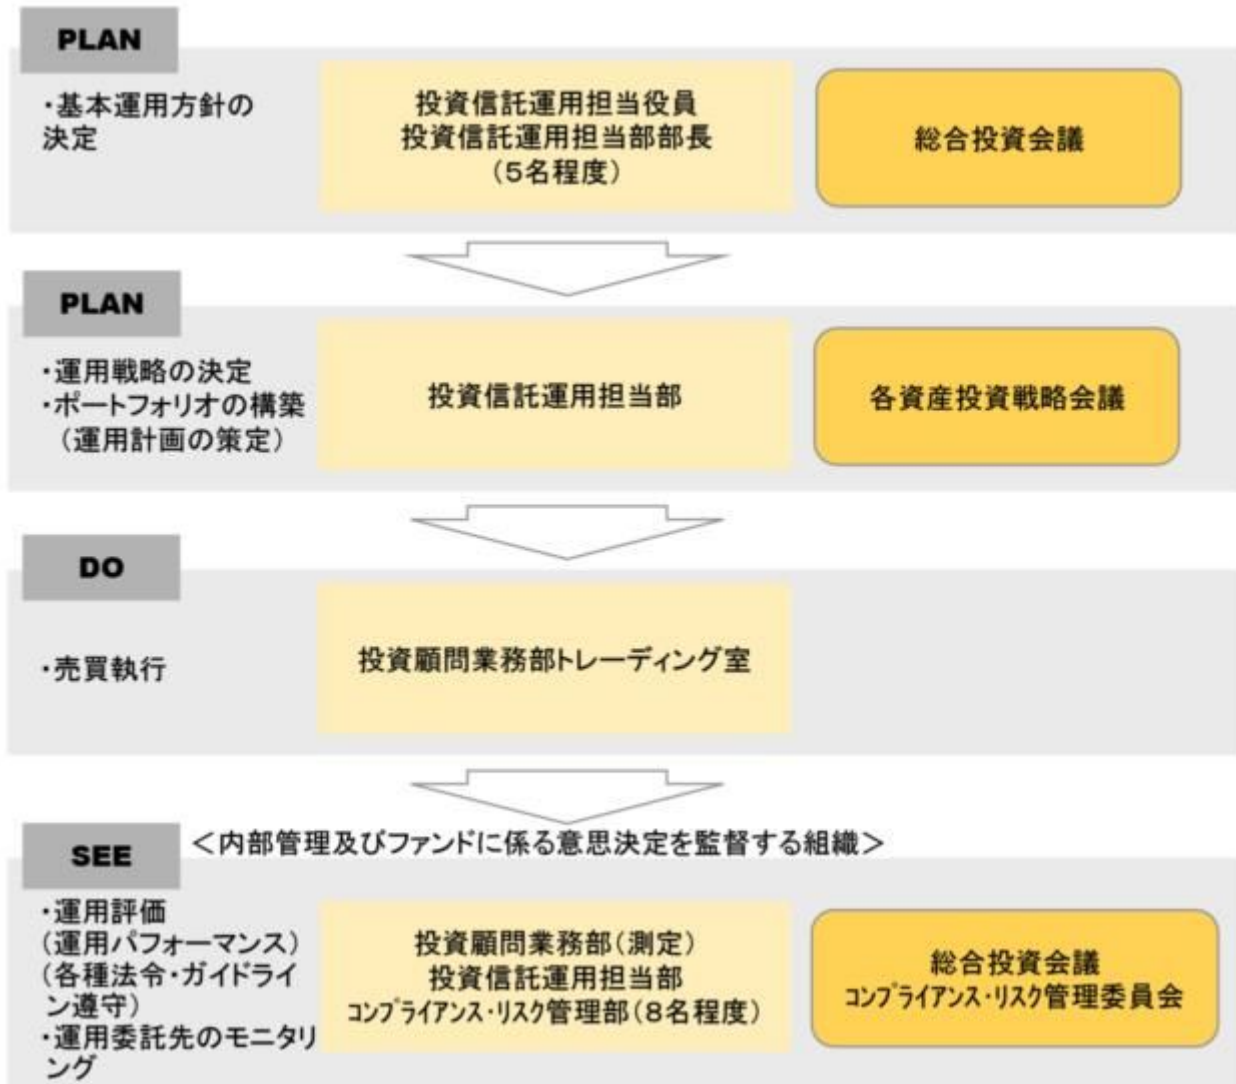 PLAN
・基本運用方針の
決定
投資信託運用担当役員
投資信託運用担当部部長
（5名程度）
総合投資会議
PLAN
・運用戦略の決定
・ポートフォリオの構築
（運用計画の策定）
投資信託運用担当部
各資産投資戦略会議
DO
・売買執行
投資顧問業務部トレーディング室
SEE
＜内部管理及びファンドに係る意思決定を監督する組織＞
・運用評価
(運用パフォーマンス)
(各種法令・ガイドライ
ン遵守)
・運用委託先のモニタリ
ング
投資顧問業務部（測定）
投資信託運用担当部
コンプライアンス・リスク管理部（8名程度）
総合投資会議
コンプライアンス・リスク管理委員会